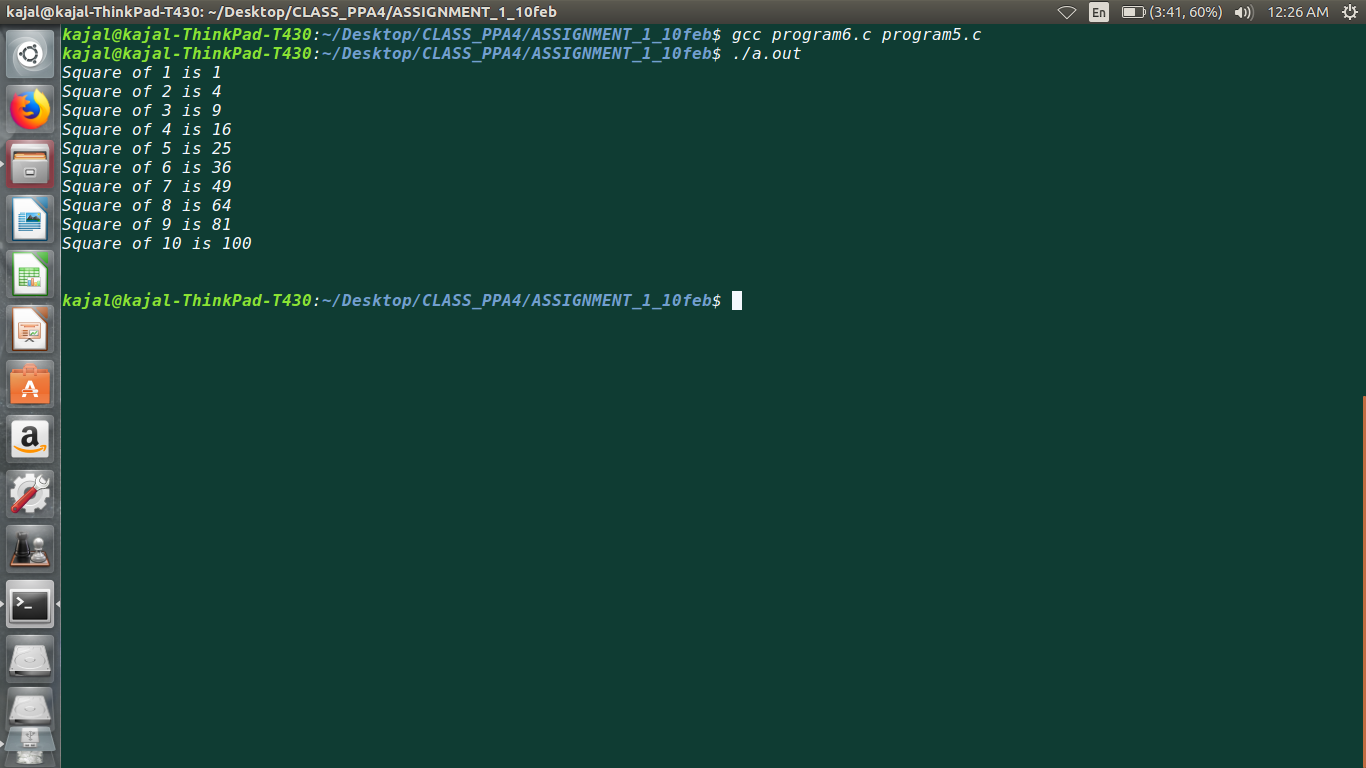 kajal@kajal-ThinkPad-T430: ~/Desktop/CLASS_PPA4/ASSIGNMENT_1_10feb
En (3:41, 60%) 12:26 AM
kajal@kajal-ThinkPad-T430:~/Desktop/CLASS_PPA4/ASSIGNMENT_1_10feb$ gcc program6.c program5.c
kajal@kajal-ThinkPad-T430:~/Desktop/CLASS_PPA4/ASSIGNMENT_1_10feb$ ./a.out
Square of 1 is 1
Square of 2 is 4
Square of 3 is 9
Square of 4 is 16
Square of 5 is 25
Square of 6 is 36
Square of 7 is 49
Square of 8 is 64
Square of 9 is 81
Square of 10 is 100
kajal@kajal-ThinkPad-T430:~/Desktop/CLASS_PPA4/ASSIGNMENT_1_10feb$